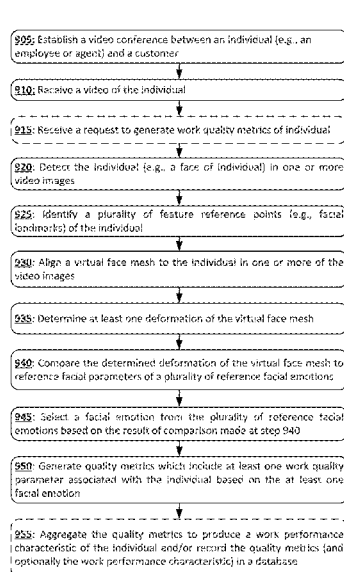 905: Establish a video conference between an individual (e.g., an
employee or agent) and a customer
910: Receive a video of the individual
915: Receive a request to generate work quality metrics of individual
920: Detect the individual (e.g., a face of individual) in one or more
video images
925: Identify a plurality of feature reference points (e.g., facial
landmarks) of the individual
930: Align a virtual face mesh to the individual in one or more of the
video images
935: Determine at least one deformation of the virtual face mesh
940: Compare the determined deformation of the virtual face mesh to
reference facial parameters of a plurality of reference facial emotions
945: Select a facial emotion from the plurality of reference facial
emotions based on the result of comparison made at step 940
950: Generate quality metrics which include at least one work quality
parameter associated with the individual based on the at least one
facial emotion
955: Aggregate the quality metrics to produce a work performance
characteristic of the individual and/or record the quality metrics (and
optionally the work performance characteristic) in a database